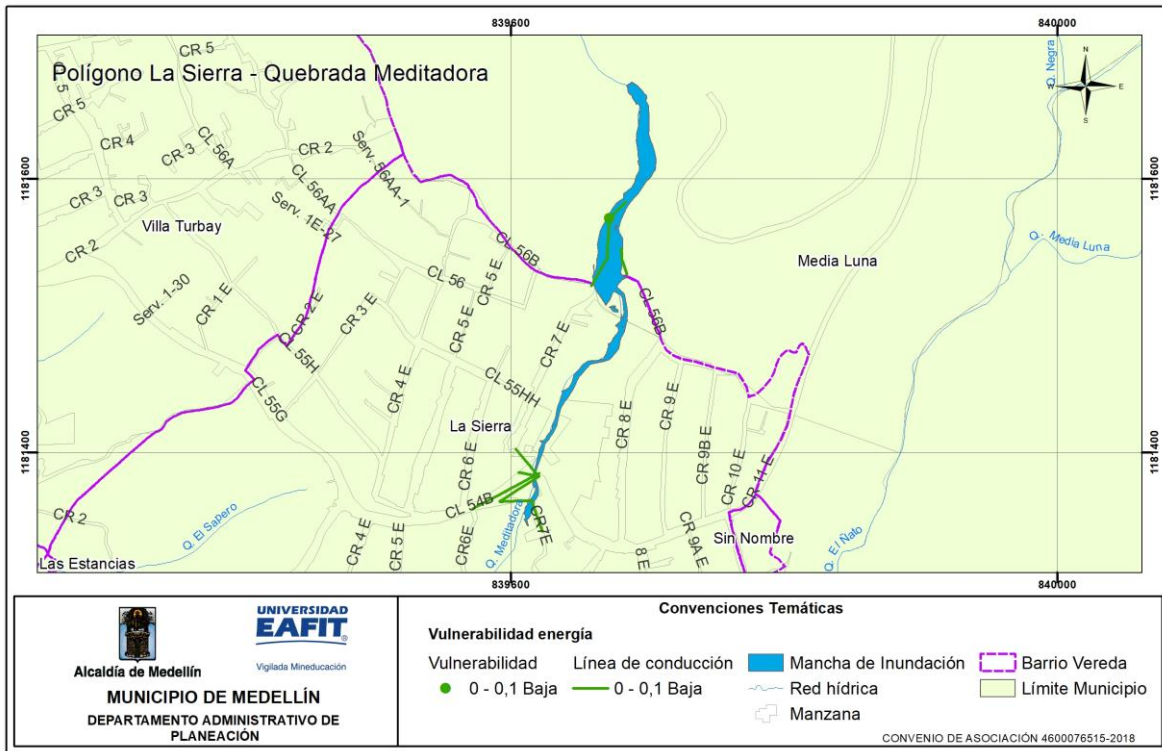 839600
840000
Polígono La Sierra - Quebrada Meditadora
CR 5
CR 5
CR 4
CR 3
CL 56A
CR 2
Serv. 56AA-1
CL 56AA
Serv. 1E-27
CR 3
CR 3
Villa Turbay
CR 2
Serv. 1-30
CR 1 E
CR 2 E
CR 3 E
CL 55H
CL 55G
CL 56
CR 5 E
CL 56B
CR 5 E
CR 4 E
CR 7 E
CL 55HH
CL 56B
Media Luna
Q. Negra
Q. Media Luna
N
W
E
S
1181600
1181600
1181400
1181400
La Sierra
CR 6 E
CL 54B
CR 8 E
CR 9 E
CR 9B E
CR 10 E
CR 11 E
CR 2
Q. El Sapero
CR 4 E
CR 5 E
CR6E
Q. Meditadora
CR7E
8 E
CR 9A E
Sin Nombre
Q. El Ñato
Las Estancias
839600
840000
Alcaldía de Medellín
UNIVERSIDAD
EAFIT
®
Vigilada Mineducación
MUNICIPIO DE MEDELLÍN
DEPARTAMENTO ADMINISTRATIVO DE
PLANEACIÓN
Convenciones Temáticas
Vulnerabilidad energía
Vulnerabilidad
0 - 0,1 Baja
Línea de conducción
0 - 0,1 Baja
Mancha de Inundación
Red hídrica
Manzana
Barrio Vereda
Límite Municipio
CONVENIO DE ASOCIACIÓN 4600076515-2018